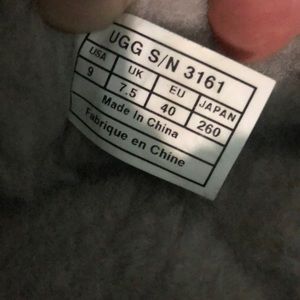 UGG S/N 3161
USA UK EU JAPAN
9 7.5 40 260
Made In China
Fabrique en Chine